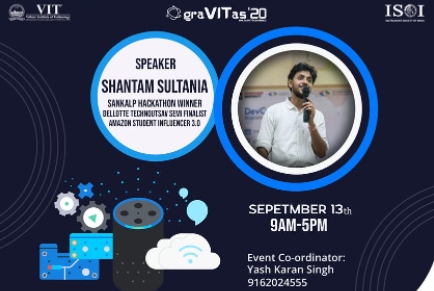 VIT
graVITas'20
ISOI
SPEAKER
SHANTAM SULTANIA
SANKALP HACKATHON WINNER
DELLOTTE TECHNOUTSAV SEMI FINALIST
AMAZON STUDENT INFLUENCER 3.0
DevC
SEPETMBER 13th
9AM-5PM
Event Co-ordinator:
Yash Karan Singh
9162024555